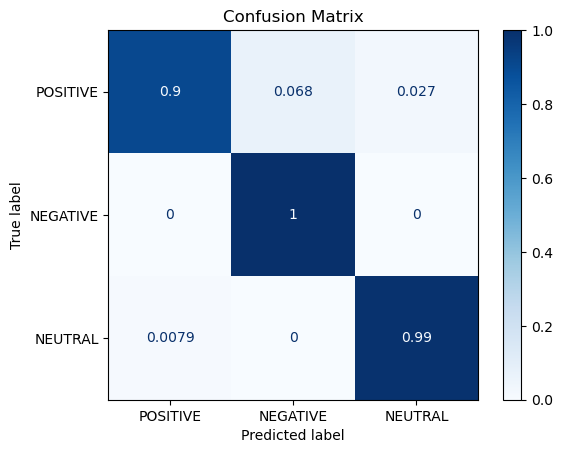 Confusion Matrix
1.0
POSITIVE 0.9 0.068 0.027
0.8
0.6
True label
NEGATIVE 0 1 0
0.4
NEUTRAL 0.0079 0 0.99
0.2
0.0
POSITIVE NEGATIVE NEUTRAL
Predicted label